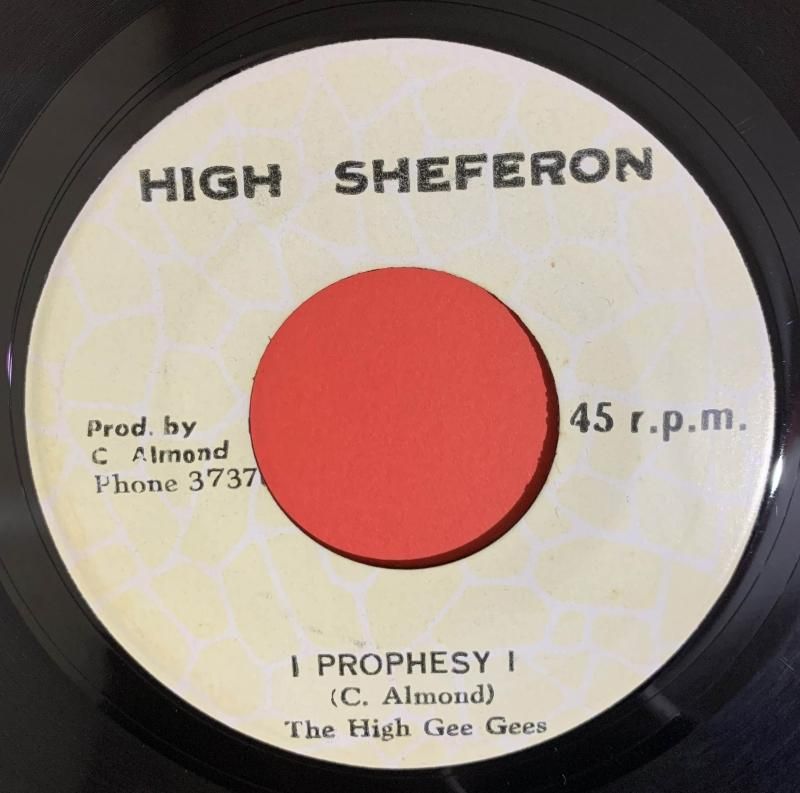 HIGH SHEFERON
Prod. by
C Almond
Phone 3737
45 r.p.m.
I PROPHESY I
(C. Almond)
The High Gee Gees